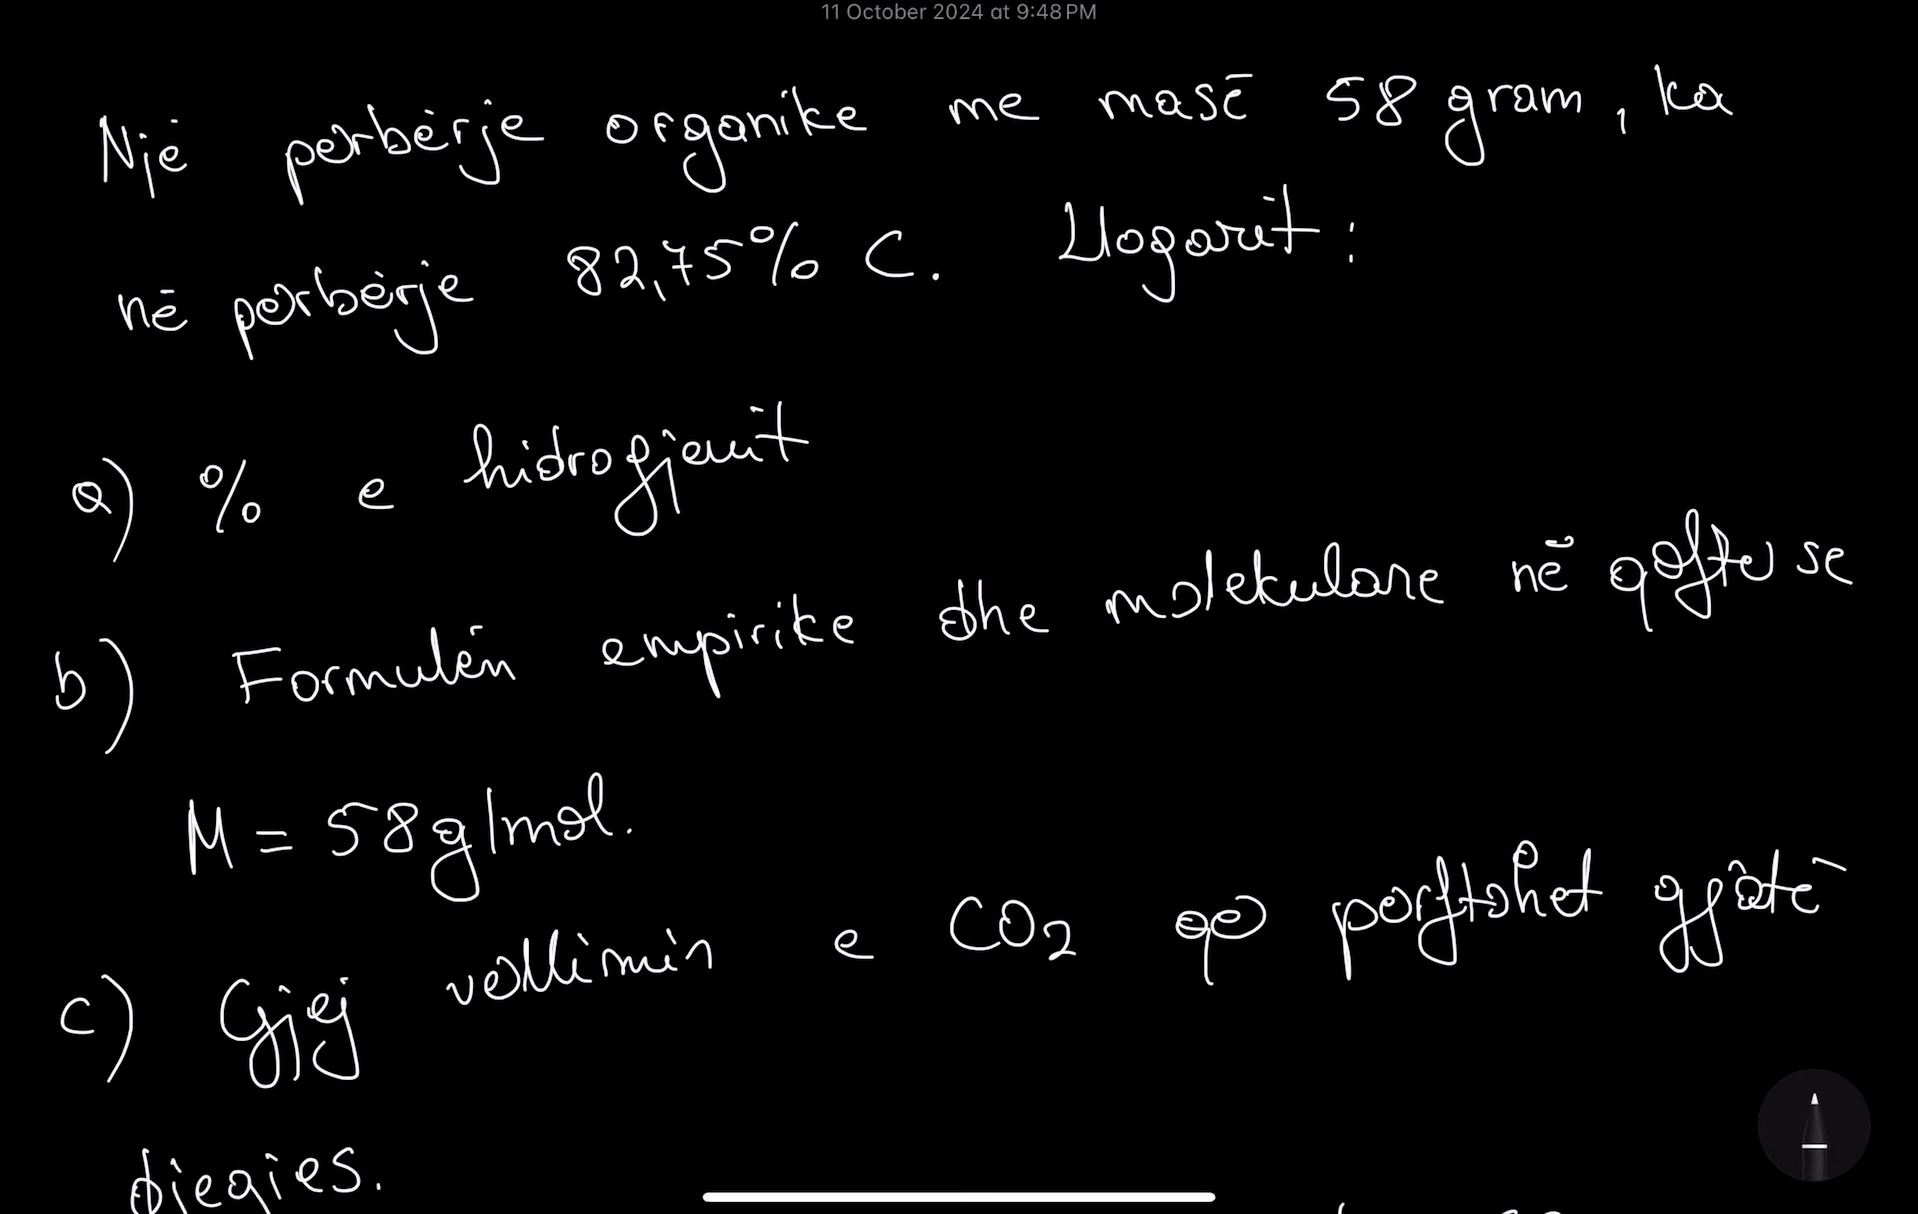 11 October 2024 at 9:48 PM
Një përbërje organike me masë 58 gram, ka
në përbërje 82,75% C. Llogarit:
a) % e hidrogjenit
b) Formulën empirike dhe molekulare në qoftë se
M = 58g/mol.
c) Gjej vëllimin e CO2 që përftohet gjatë
djegies.